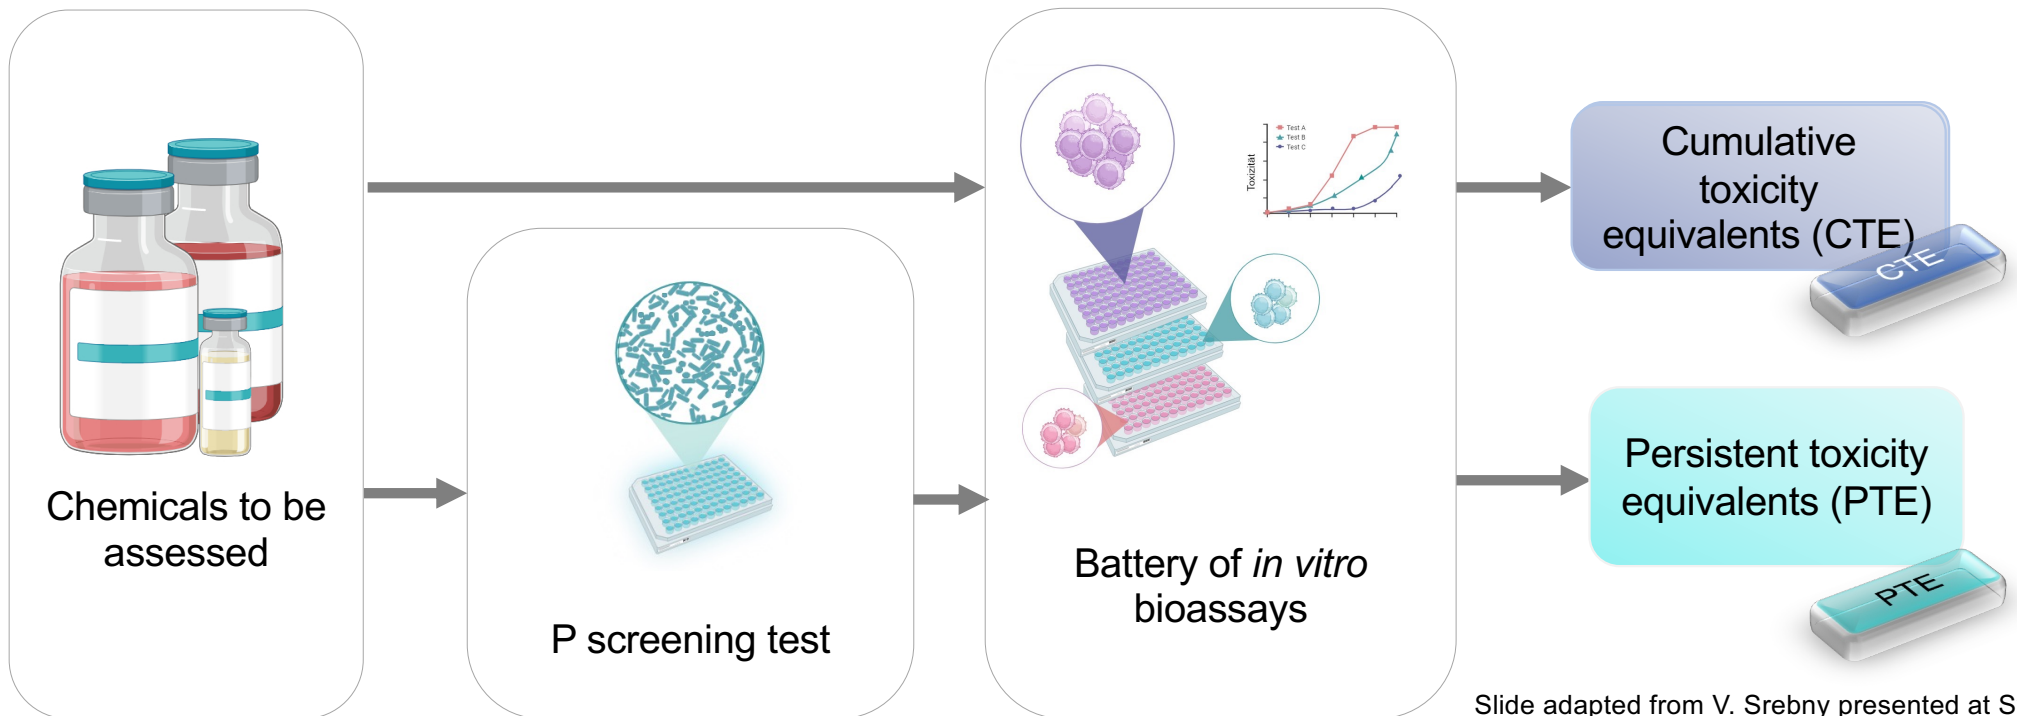 Chemicals to be
assessed
P screening test
Test A
Test B
Test C
Toxizität
Battery of in vitro
bioassays
Cumulative
toxicity
equivalents (CTE)
CTE
Persistent toxicity
equivalents (PTE)
PTE
Slide adapted from V. Srebny presented at S